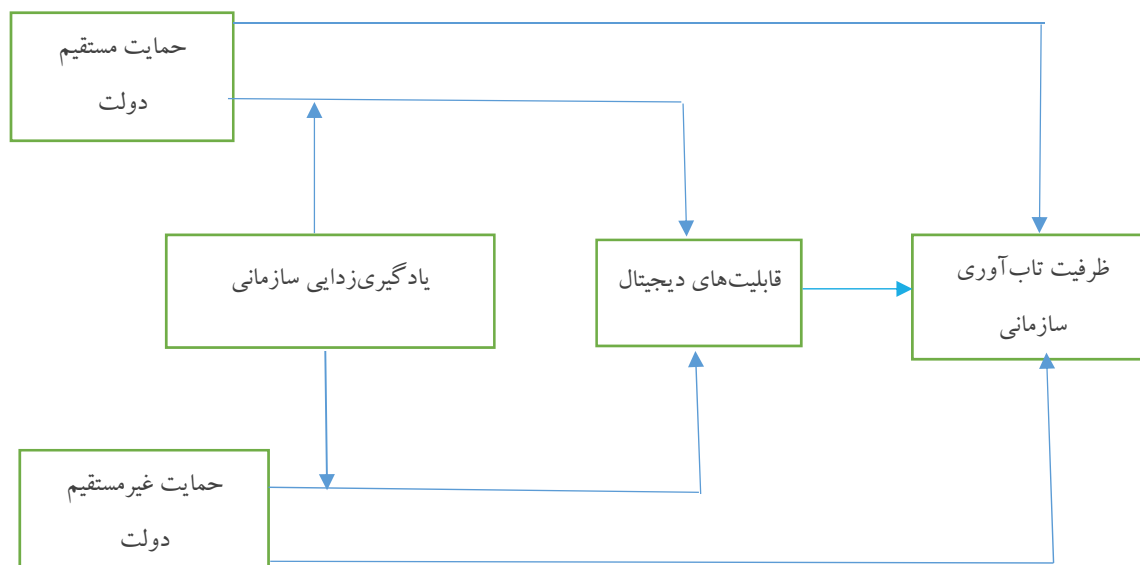 حمایت مستقیم
دولت
یادگیری‌زدایی سازمانی
قابلیت‌های دیجیتال
ظرفیت تاب‌آوری
سازمانی
حمایت غیرمستقیم
دولت